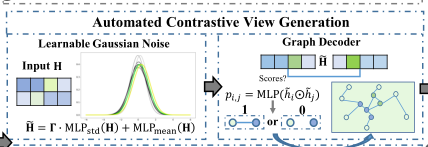 Automated Contrastive View Generation
Learnable Gaussian Noise
Input H
H̃ = Γ · MLP_std(H) + MLP_mean(H)
Graph Decoder
H̃
Scores?
p_{i,j} = MLP(h̃_i⊙h̃_j)
1 or 0